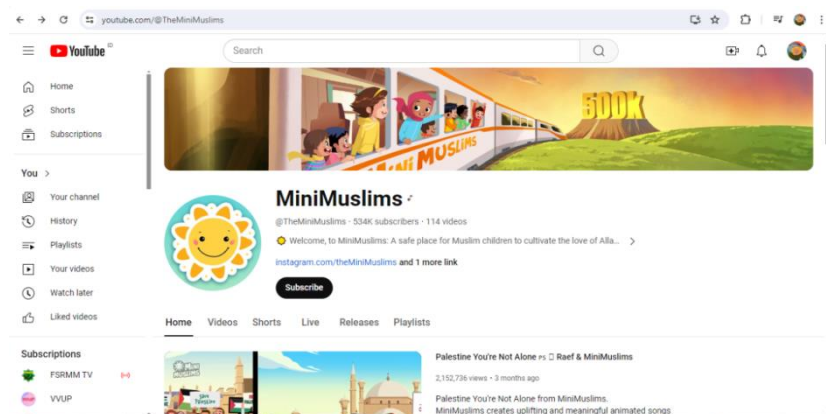 youtube.com/@TheMiniMuslims
YouTube
Search
Home
Shorts
Subscriptions
You >
Your channel
History
Playlists
Your videos
Watch later
Liked videos
Subscriptions
FSRMM TV
VVUP
MINI MUSLIMS
500K
MiniMuslims
@TheMiniMuslims · 534K subscribers · 114 videos
Welcome, to MiniMuslims: A safe place for Muslim children to cultivate the love of Alla...
instagram.com/theMiniMuslims and 1 more link
Subscribe
Home Videos Shorts Live Releases Playlists
Palestine You're Not Alone PS Raef & MiniMuslims
2,152,736 views • 3 months ago
Palestine You're Not Alone from MiniMuslims.
MiniMuslims creates uplifting and meaningful animated songs